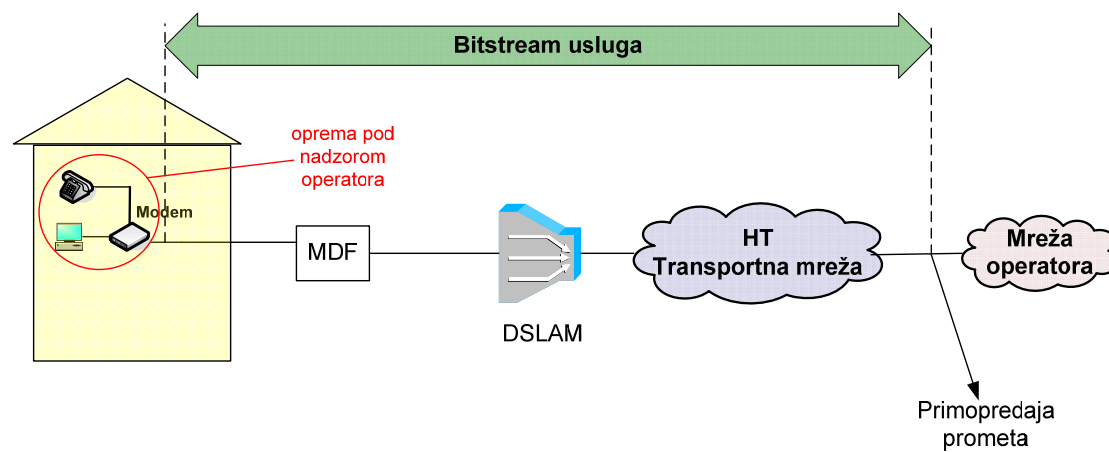 Bitstream usluga
oprema pod
nadzorom
operatora
Modem
MDF
DSLAM
HT
Transportna mreža
Mreža
operatora
Primopredaja
prometa